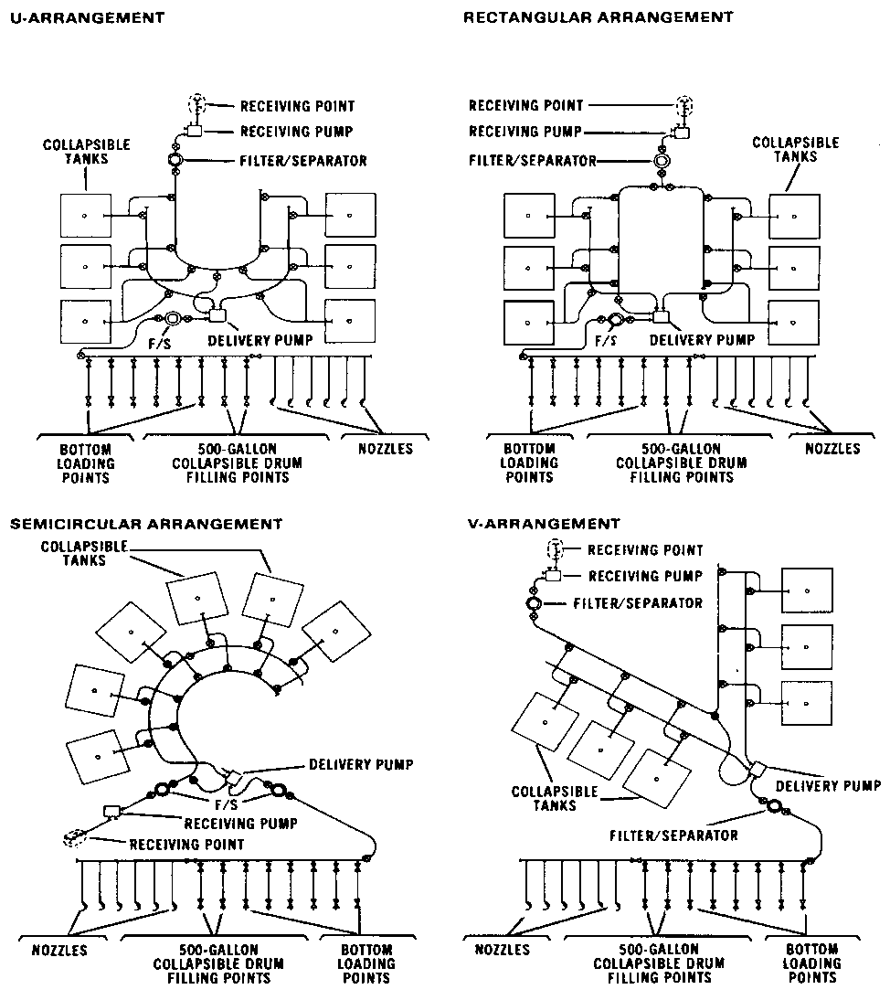 U-ARRANGEMENT
RECEIVING POINT
RECEIVING PUMP
COLLAPSIBLE
TANKS
FILTER/SEPARATOR
F/S
DELIVERY PUMP
BOTTOM
LOADING
POINTS
500-GALLON
COLLAPSIBLE DRUM
FILLING POINTS
NOZZLES
RECTANGULAR ARRANGEMENT
RECEIVING POINT
RECEIVING PUMP
COLLAPSIBLE
TANKS
FILTER/SEPARATOR
F/S
DELIVERY PUMP
BOTTOM
LOADING
POINTS
500-GALLON
COLLAPSIBLE DRUM
FILLING POINTS
NOZZLES
SEMICIRCULAR ARRANGEMENT
COLLAPSIBLE
TANKS
DELIVERY PUMP
F/S
RECEIVING PUMP
RECEIVING POINT
NOZZLES
500-GALLON
COLLAPSIBLE DRUM
FILLING POINTS
BOTTOM
LOADING
POINTS
V-ARRANGEMENT
RECEIVING POINT
RECEIVING PUMP
FILTER/SEPARATOR
COLLAPSIBLE
TANKS
DELIVERY PUMP
FILTER/SEPARATOR
NOZZLES
500-GALLON
COLLAPSIBLE DRUM
FILLING POINTS
BOTTOM
LOADING
POINTS